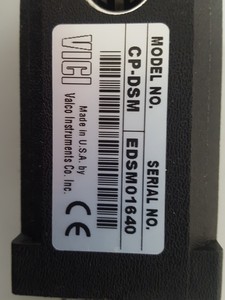 MODEL NO. SERIAL NO.
CP-DSM EDSM01640
VICI
Made in U.S.A. by
Valco Instruments Co. Inc.
CE